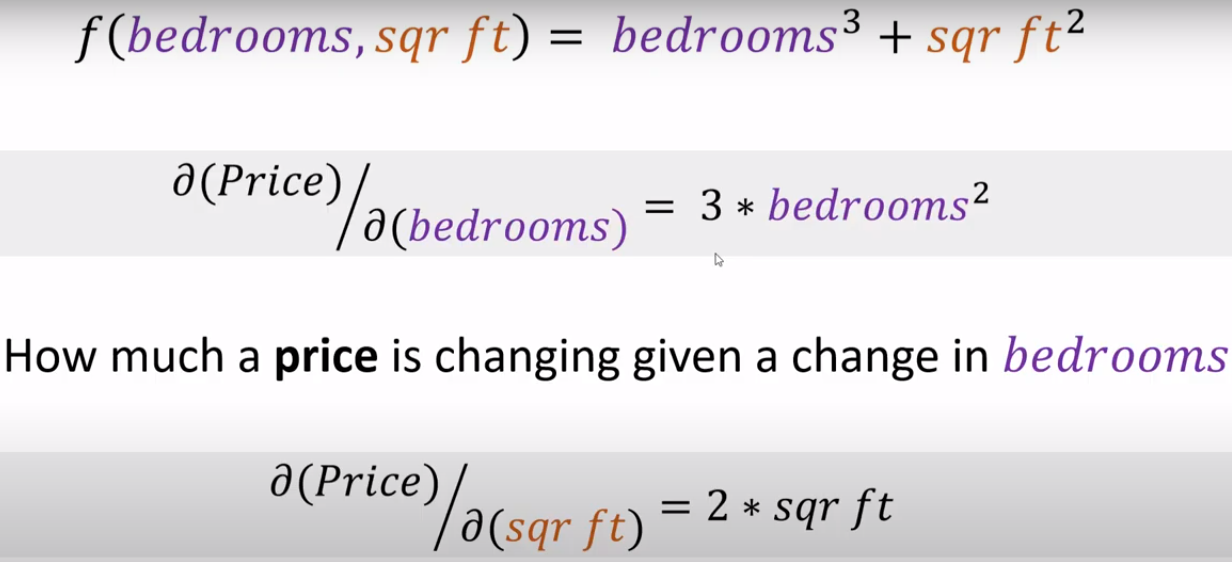 f(bedrooms, sqr ft) = bedrooms³ + sqr ft²
∂(Price)/∂(bedrooms) = 3 * bedrooms²
How much a price is changing given a change in bedrooms
∂(Price)/∂(sqr ft) = 2 * sqr ft